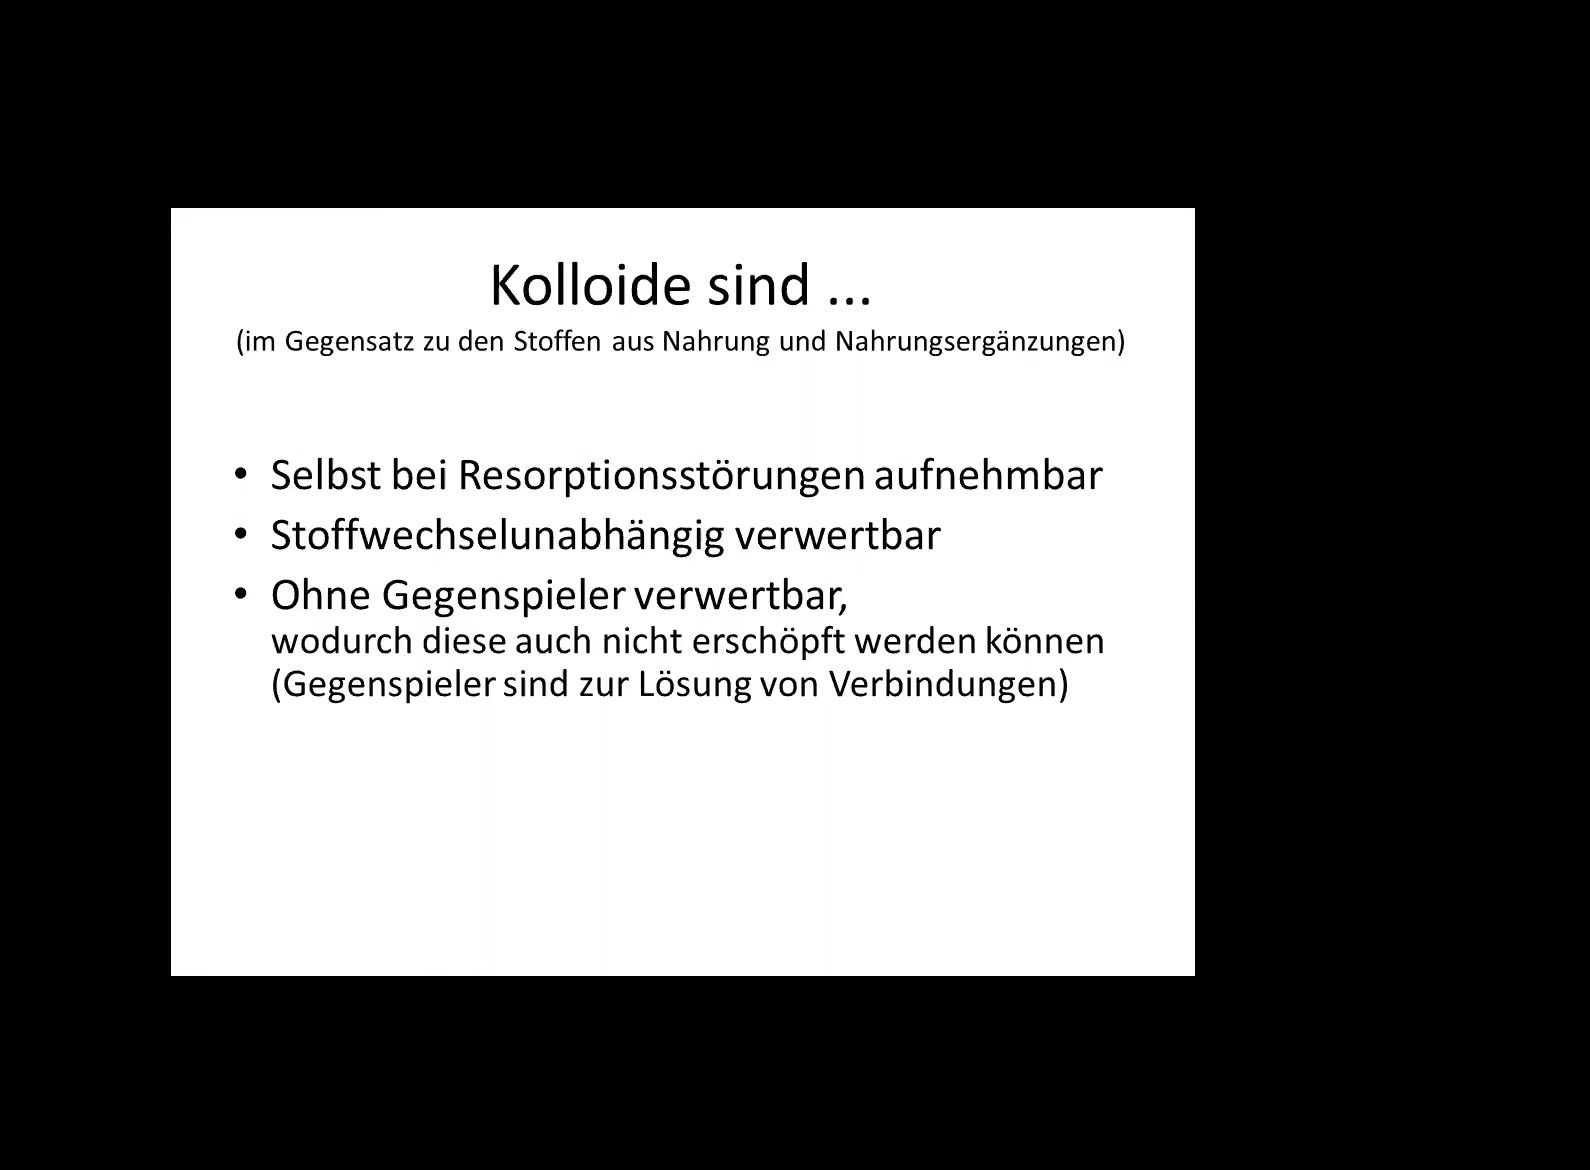 Kolloide sind ...
(im Gegensatz zu den Stoffen aus Nahrung und Nahrungsergänzungen)
• Selbst bei Resorptionsstörungen aufnehmbar
• Stoffwechselunabhängig verwertbar
• Ohne Gegenspieler verwertbar,
wodurch diese auch nicht erschöpft werden können
(Gegenspieler sind zur Lösung von Verbindungen)